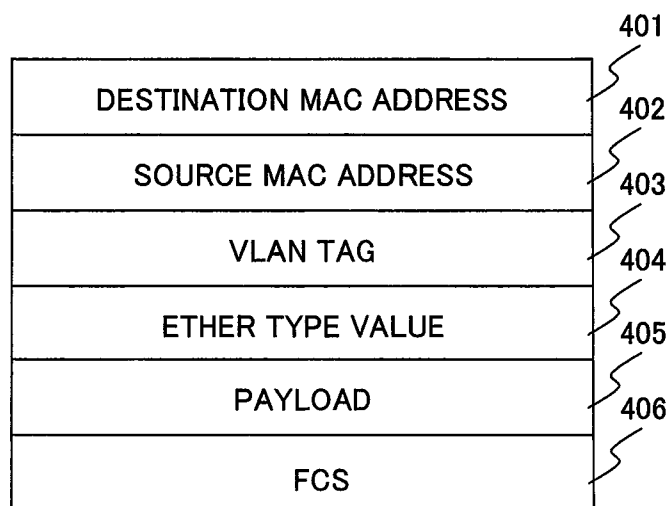 401
DESTINATION MAC ADDRESS
402
SOURCE MAC ADDRESS
403
VLAN TAG
404
ETHER TYPE VALUE
405
PAYLOAD
406
FCS